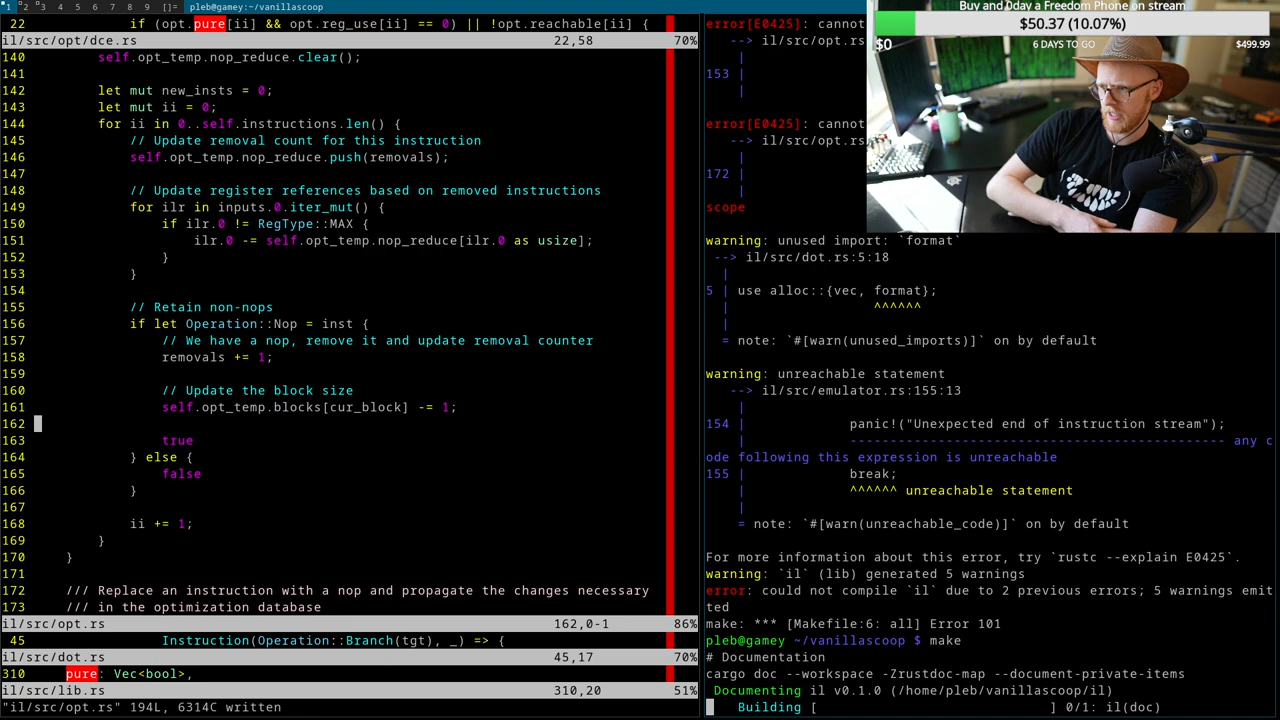 1 2 3 4 5 6 7 8 9 []= pleb@gamey:~/vanillascoop
22 if (opt.pure[ii] && opt.reg_use[ii] == 0) || !opt.reachable[ii] {
il/src/opt/dce.rs 22,58 70%
140 self.opt_temp.nop_reduce.clear();
141
142 let mut new_insts = 0;
143 let mut ii = 0;
144 for ii in 0..self.instructions.len() {
145 // Update removal count for this instruction
146 self.opt_temp.nop_reduce.push(removals);
147
148 // Update register references based on removed instructions
149 for ilr in inputs.0.iter_mut() {
150 if ilr.0 != RegType::MAX {
151 ilr.0 -= self.opt_temp.nop_reduce[ilr.0 as usize];
152 }
153 }
154
155 // Retain non-nops
156 if let Operation::Nop = inst {
157 // We have a nop, remove it and update removal counter
158 removals += 1;
159
160 // Update the block size
161 self.opt_temp.blocks[cur_block] -= 1;
162
163 true
164 } else {
165 false
166 }
167
168 ii += 1;
169 }
170 }
171
172 /// Replace an instruction with a nop and propagate the changes necessary
173 /// in the optimization database
il/src/opt.rs 162,0-1 86%
45 Instruction(Operation::Branch(tgt), _) => {
il/src/dot.rs 45,17 70%
310 pure: Vec<bool>,
il/src/lib.rs 310,20 51%
"il/src/opt.rs" 194L, 6314C written
error[E0425]: cannot
--> il/src/opt.rs
|
153 |
|
error[E0425]: cannot
--> il/src/opt.rs
|
172 |
|
scope
warning: unused import: `format`
--> il/src/dot.rs:5:18
|
5 | use alloc::{vec, format};
| ^^^^^^
|
= note: `#[warn(unused_imports)]` on by default
warning: unreachable statement
--> il/src/emulator.rs:155:13
|
154 | panic!("Unexpected end of instruction stream");
| ---------------------------------------------- any c
ode following this expression is unreachable
155 | break;
| ^^^^^^ unreachable statement
|
= note: `#[warn(unreachable_code)]` on by default
For more information about this error, try `rustc --explain E0425`.
warning: `il` (lib) generated 5 warnings
error: could not compile `il` due to 2 previous errors; 5 warnings emit
ted
make: *** [Makefile:6: all] Error 101
pleb@gamey ~/vanillascoop $ make
# Documentation
cargo doc --workspace -Zrustdoc-map --document-private-items
Documenting il v0.1.0 (/home/pleb/vanillascoop/il)
Building [ ] 0/1: il(doc)
Buy and 0day a Freedom Phone on stream
$50.37 (10.07%)
$0 6 DAYS TO GO $499.99